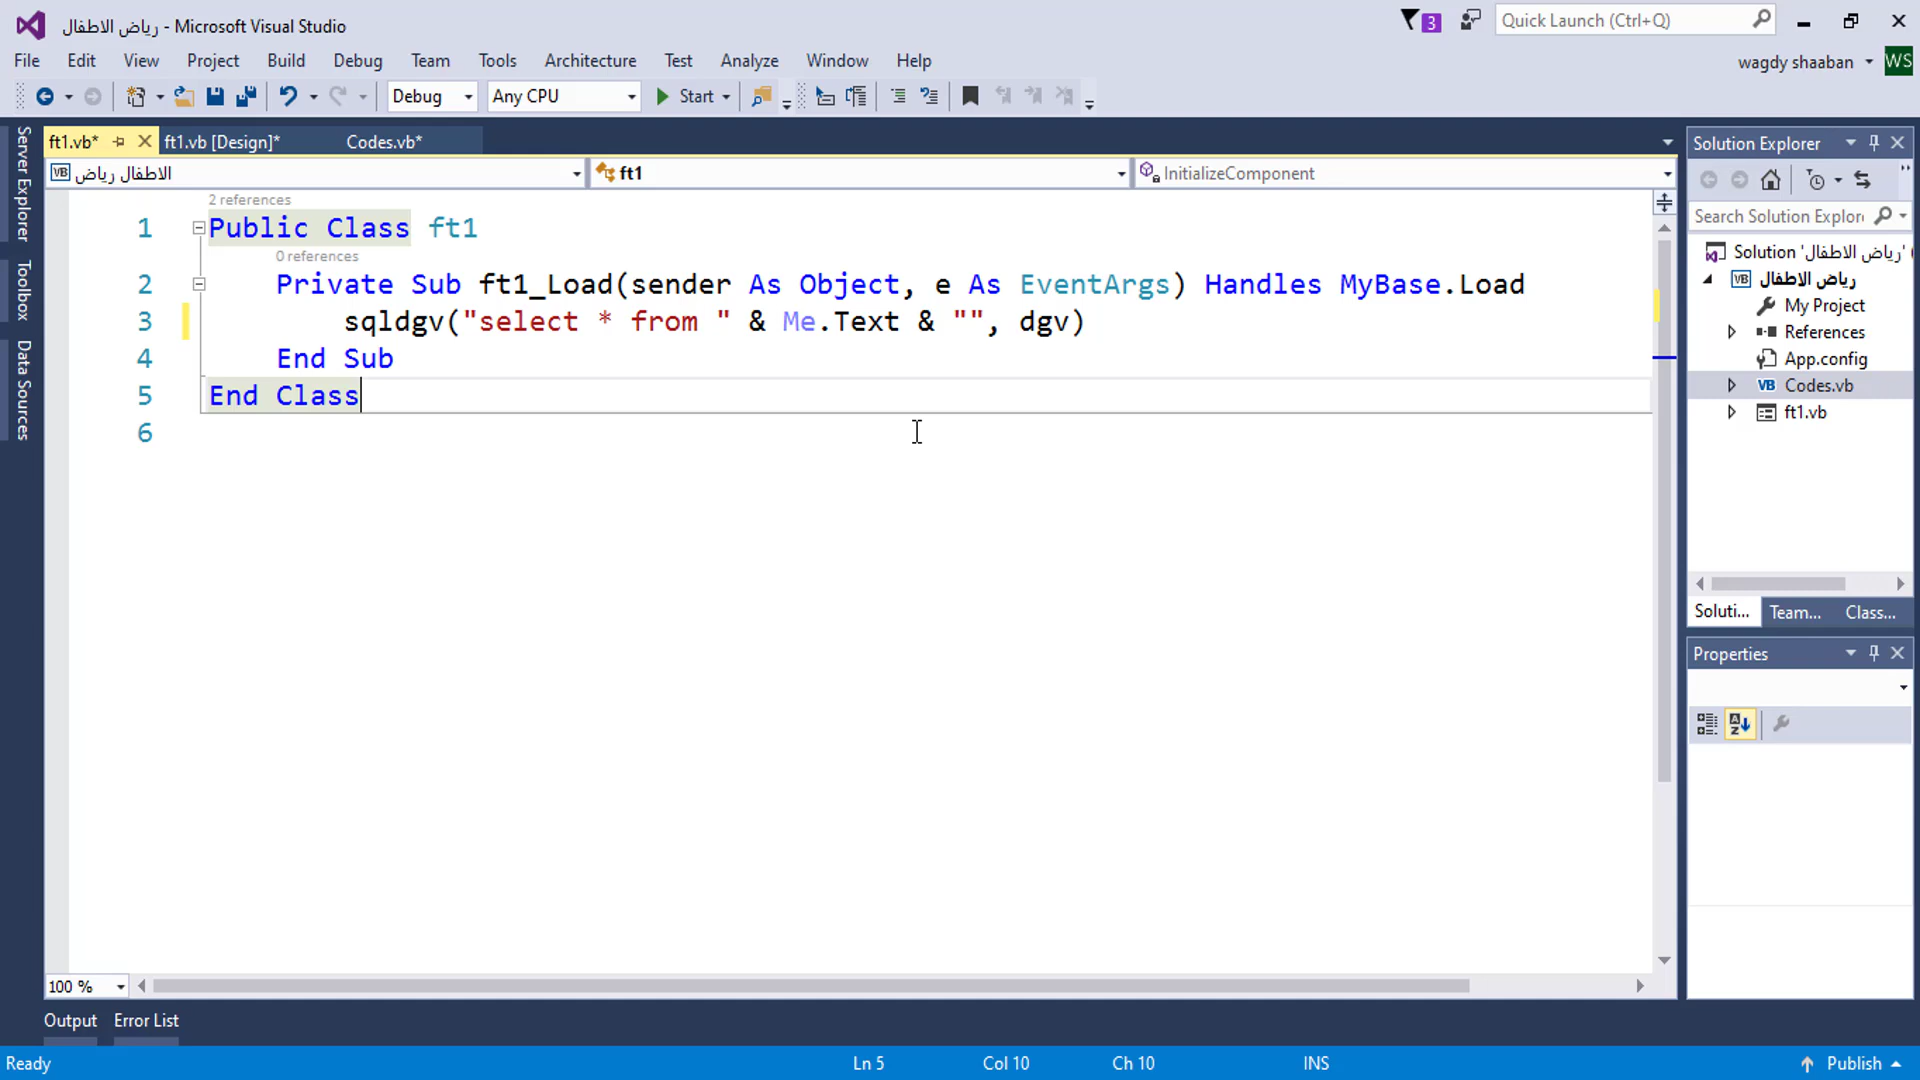 رياض الاطفال - Microsoft Visual Studio
3
Quick Launch (Ctrl+Q)
File Edit View Project Build Debug Team Tools Architecture Test Analyze Window Help
wagdy shaaban WS
Debug Any CPU Start
Server Explorer
Toolbox
Data Sources
ft1.vb* ft1.vb [Design]* Codes.vb*
VB الاطفال رياض ft1 InitializeComponent
2 references
1 Public Class ft1
0 references
2 Private Sub ft1_Load(sender As Object, e As EventArgs) Handles MyBase.Load
3 sqldgv("select * from " & Me.Text & "", dgv)
4 End Sub
5 End Class
6
100 %
Solution Explorer
Search Solution Explor
Solution 'رياض الاطفال' (
VB رياض الاطفال
My Project
References
App.config
VB Codes.vb
ft1.vb
Soluti... Team... Class...
Properties
Output Error List
Ready Ln 5 Col 10 Ch 10 INS Publish